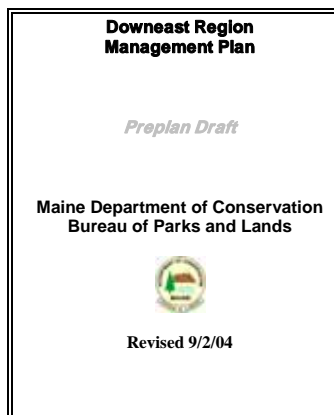 Downeast Region
Management Plan
Preplan Draft
Maine Department of Conservation
Bureau of Parks and Lands
Revised 9/2/04